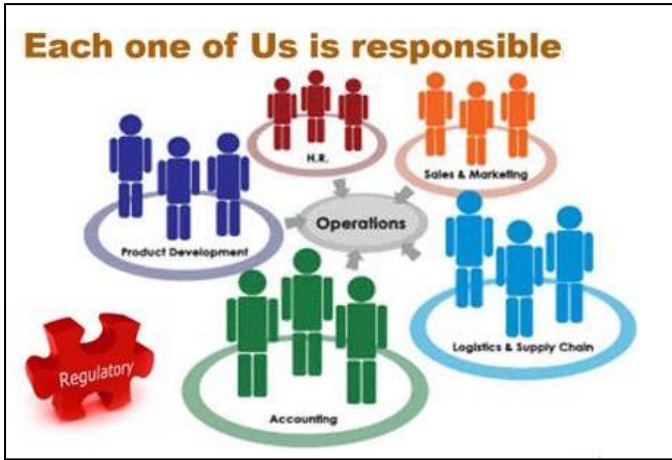 Each one of Us is responsible
H.R.
Sales & Marketing
Operations
Product Development
Logistics & Supply Chain
Regulatory
Accounting